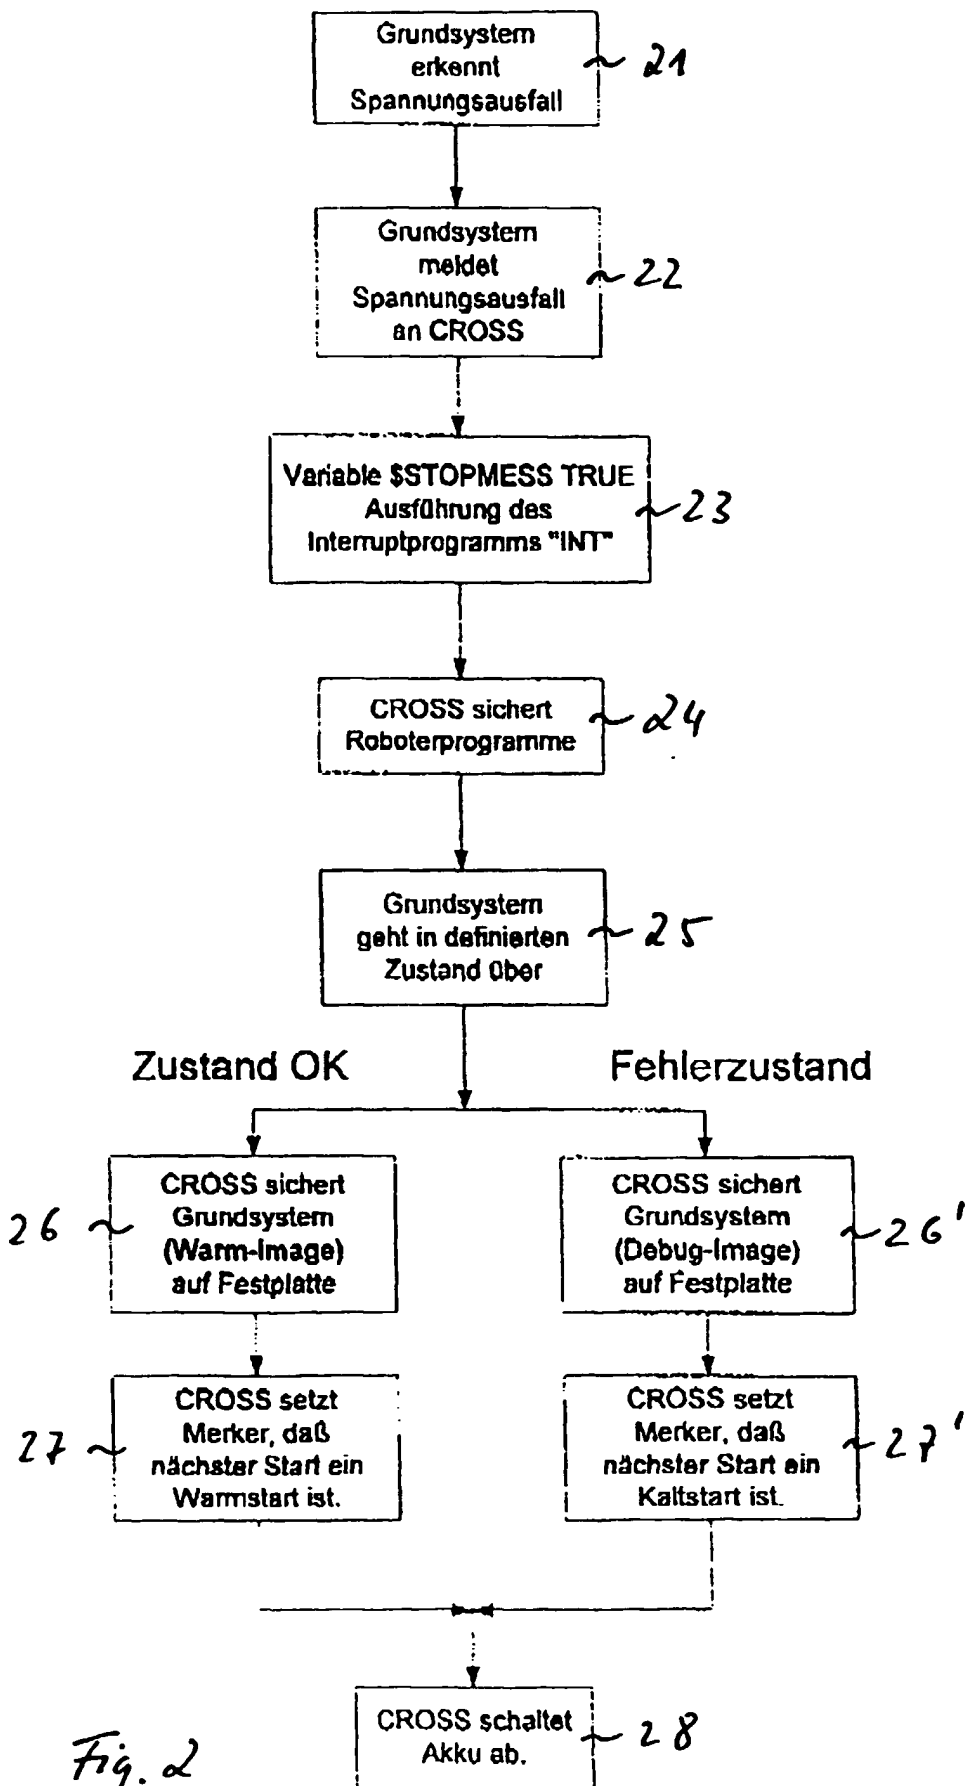 Grundsystem
erkennt
Spannungsausfall
21
Grundsystem
meldet
Spannungsausfall
an CROSS
22
Variable $STOPMESS TRUE
Ausführung des
Interruptprogramms "INT"
23
CROSS sichert
Roboterprogramme
24
Grundsystem
geht in definierten
Zustand über
25
Zustand OK
Fehlerzustand
CROSS sichert
Grundsystem
(Warm-Image)
auf Festplatte
26
CROSS sichert
Grundsystem
(Debug-Image)
auf Festplatte
26'
CROSS setzt
Merker, daß
nächster Start ein
Warmstart ist.
27
CROSS setzt
Merker, daß
nächster Start ein
Kaltstart ist.
27'
CROSS schaltet
Akku ab.
28
Fig. 2